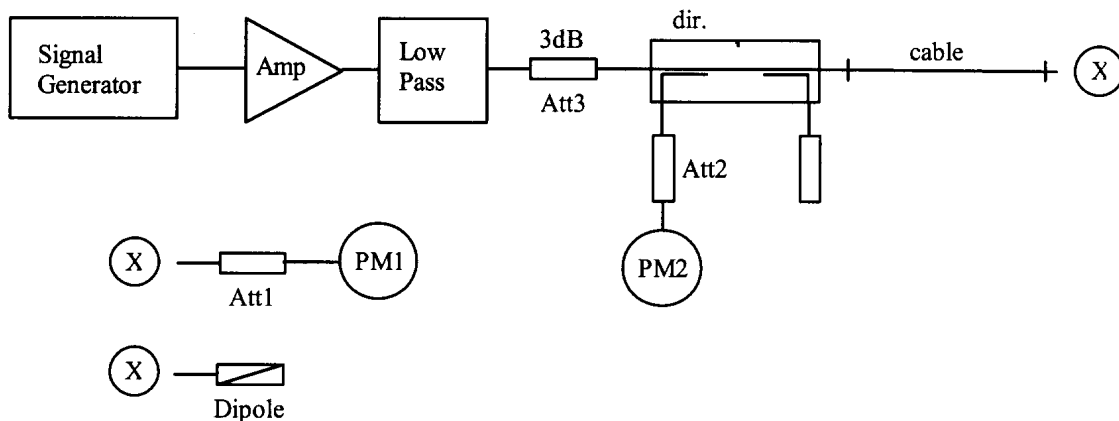 Signal
Generator
Amp
Low
Pass
3dB
Att3
dir.
cable
X
Att2
PM2
X
Att1
PM1
X
Dipole